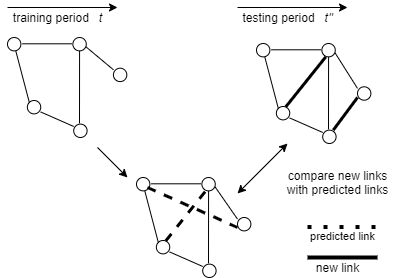 training period t
testing period t"
compare new links
with predicted links
predicted link
new link